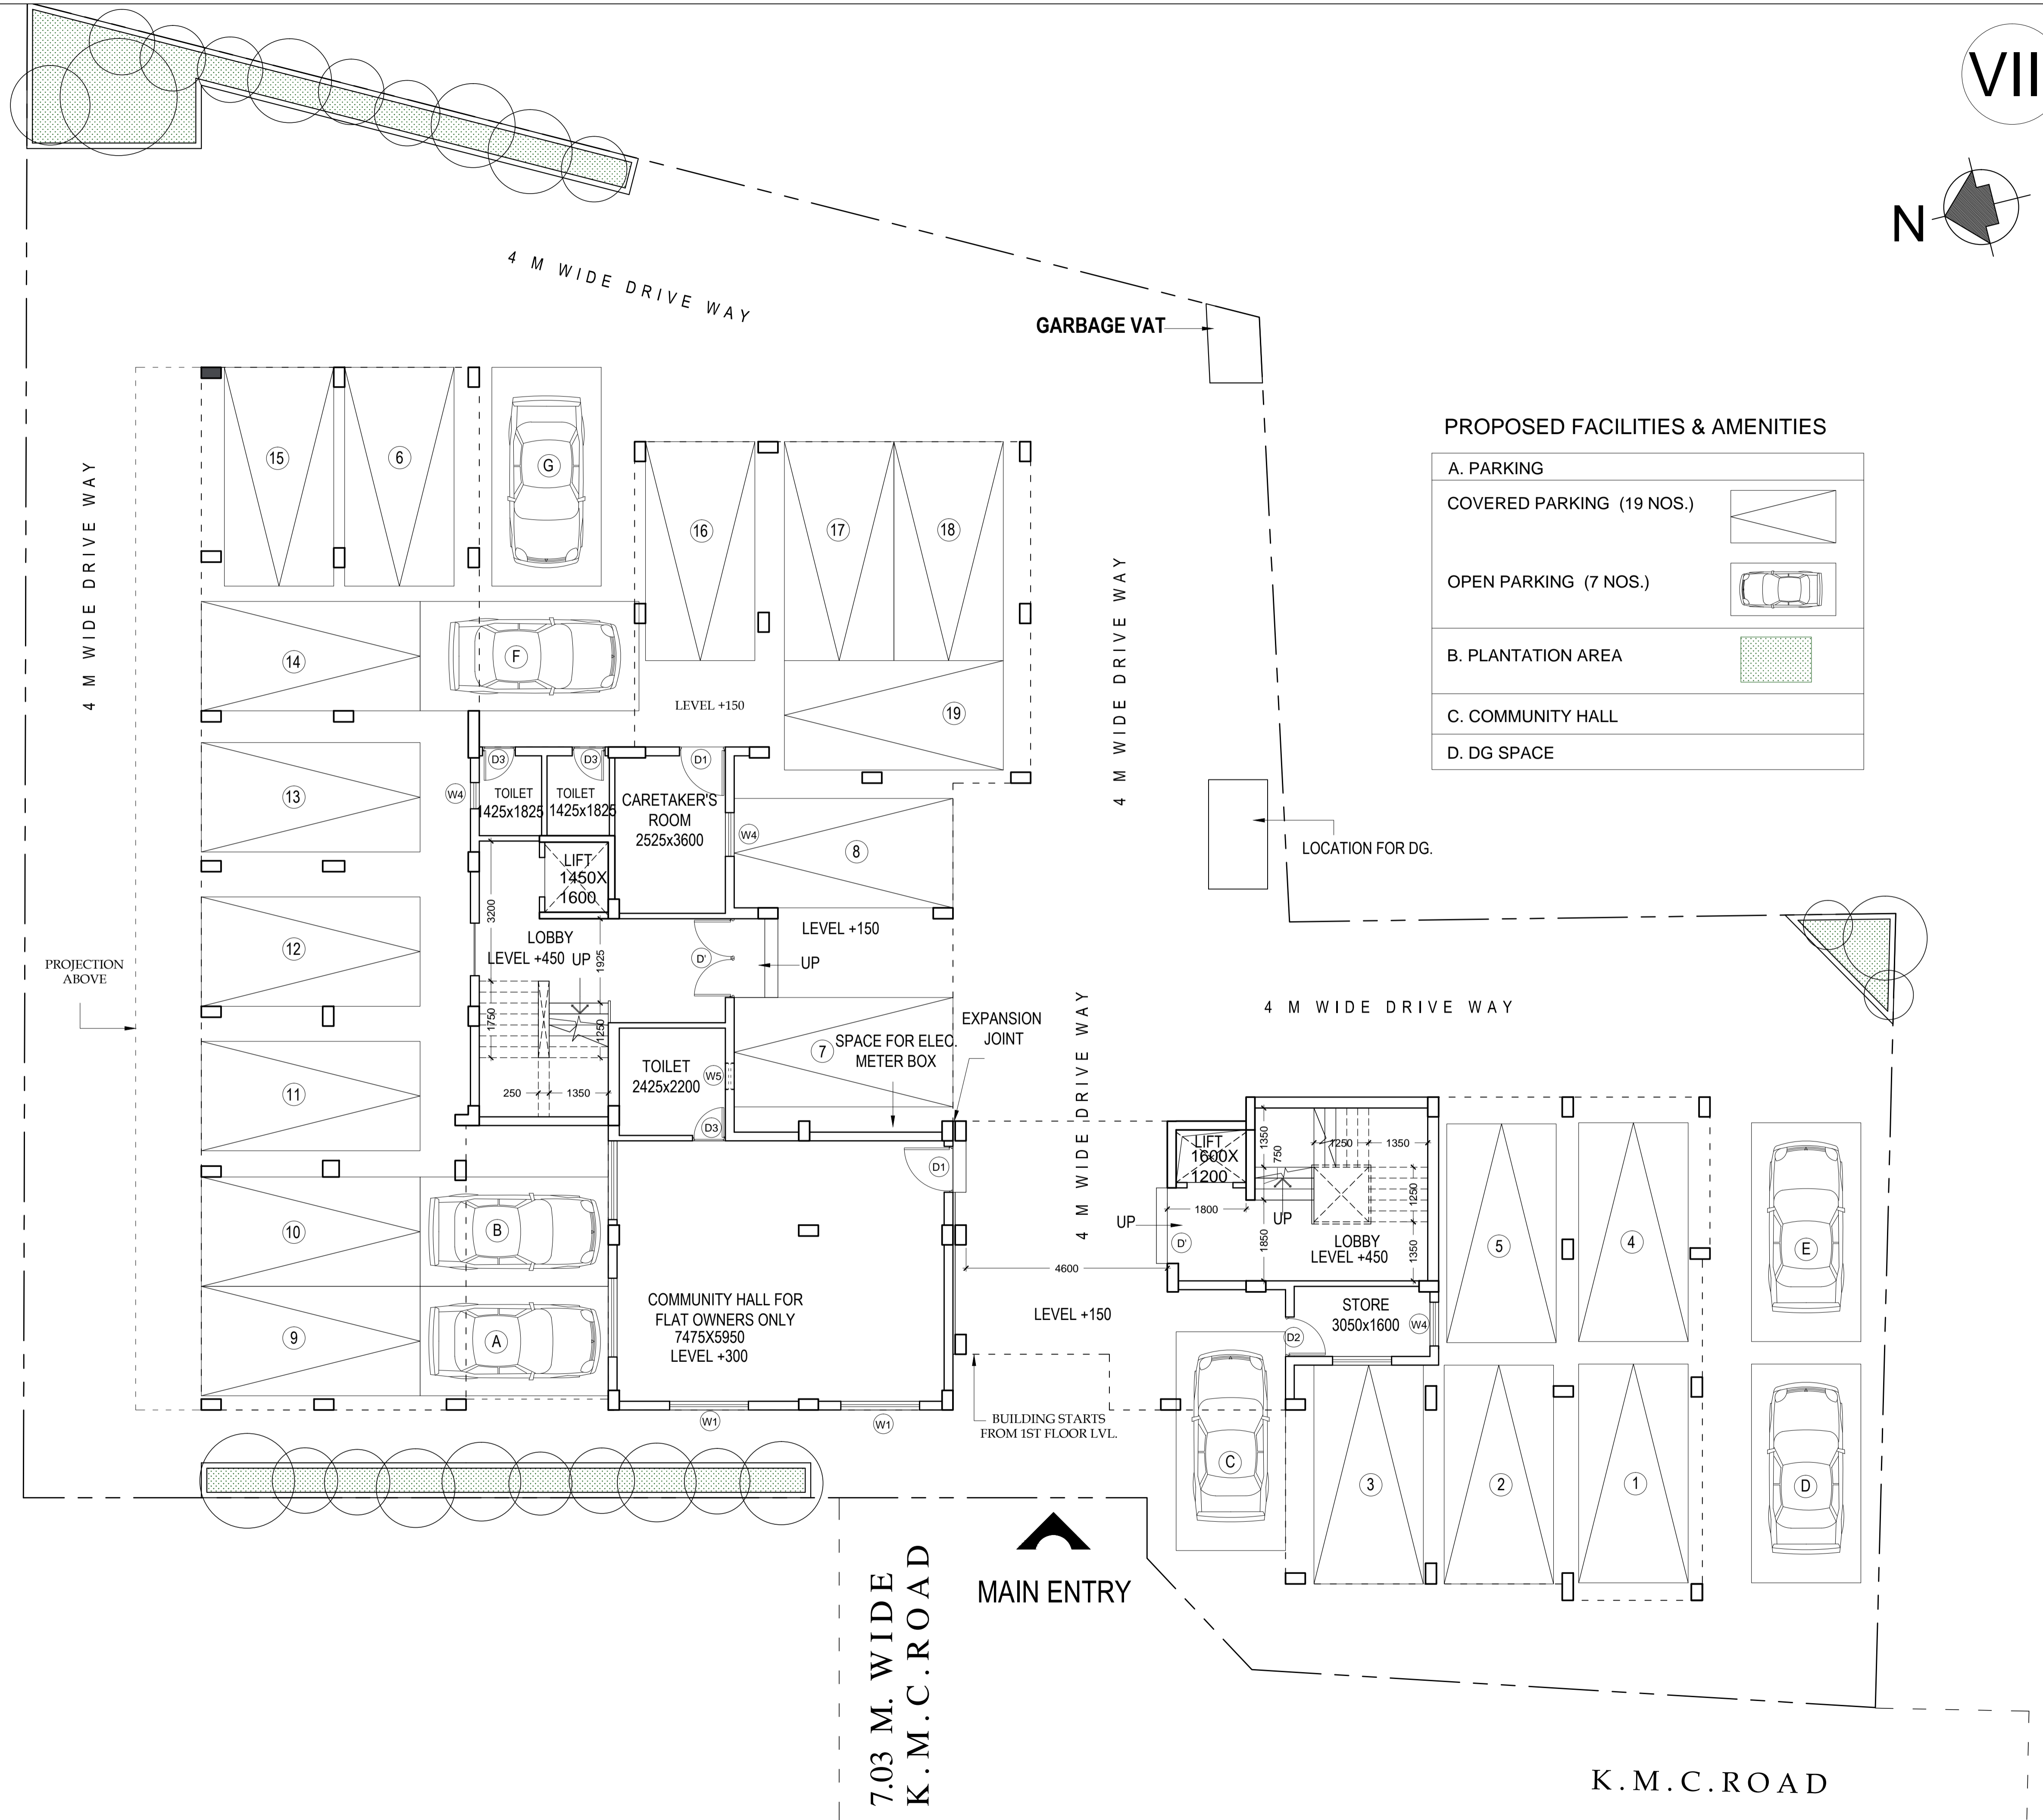 VII
N
4 M WIDE DRIVE WAY
GARBAGE VAT
PROPOSED FACILITIES & AMENITIES
A. PARKING
COVERED PARKING (19 NOS.)
OPEN PARKING (7 NOS.)
B. PLANTATION AREA
C. COMMUNITY HALL
D. DG SPACE
4 M WIDE DRIVE WAY
15
6
G
16
17
18
4 M WIDE DRIVE WAY
14
F
LEVEL +150
19
D3
D3
D1
13
W4
TOILET
1425x1825
TOILET
1425x1825
CARETAKER'S
ROOM
2525x3600
W4
8
LOCATION FOR DG.
LIFT
1450X
1600
3200
12
LOBBY
LEVEL +450
UP
1925
D'
UP
LEVEL +150
PROJECTION
ABOVE
4 M WIDE DRIVE WAY
4 M WIDE DRIVE WAY
1750
1250
EXPANSION
JOINT
7
SPACE FOR ELEC.
METER BOX
11
250
1350
TOILET
2425x2200
W5
D3
D1
LIFT
1600X
1200
1350
750
1250
1350
1250
1800
UP
UP
D'
1850
LOBBY
LEVEL +450
1350
5
4
E
10
B
4600
COMMUNITY HALL FOR
FLAT OWNERS ONLY
7475X5950
LEVEL +300
LEVEL +150
STORE
3050x1600
W4
D2
9
A
W1
W1
BUILDING STARTS
FROM 1ST FLOOR LVL.
C
3
2
1
D
MAIN ENTRY
7.03 M. WIDE
K.M.C.ROAD
K.M.C.ROAD